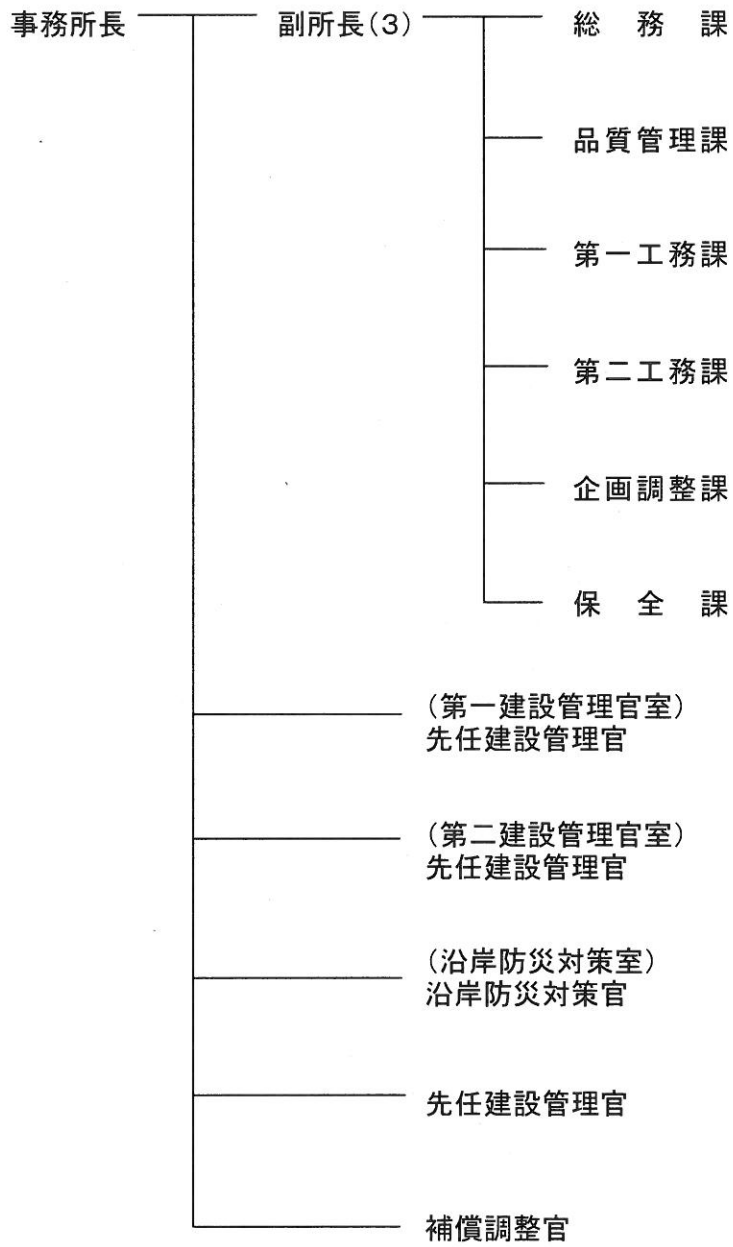 事務所長 副所長(3) 総務課
品質管理課
第一工務課
第二工務課
企画調整課
保全課
(第一建設管理官室)
先任建設管理官
(第二建設管理官室)
先任建設管理官
(沿岸防災対策室)
沿岸防災対策官
先任建設管理官
補償調整官